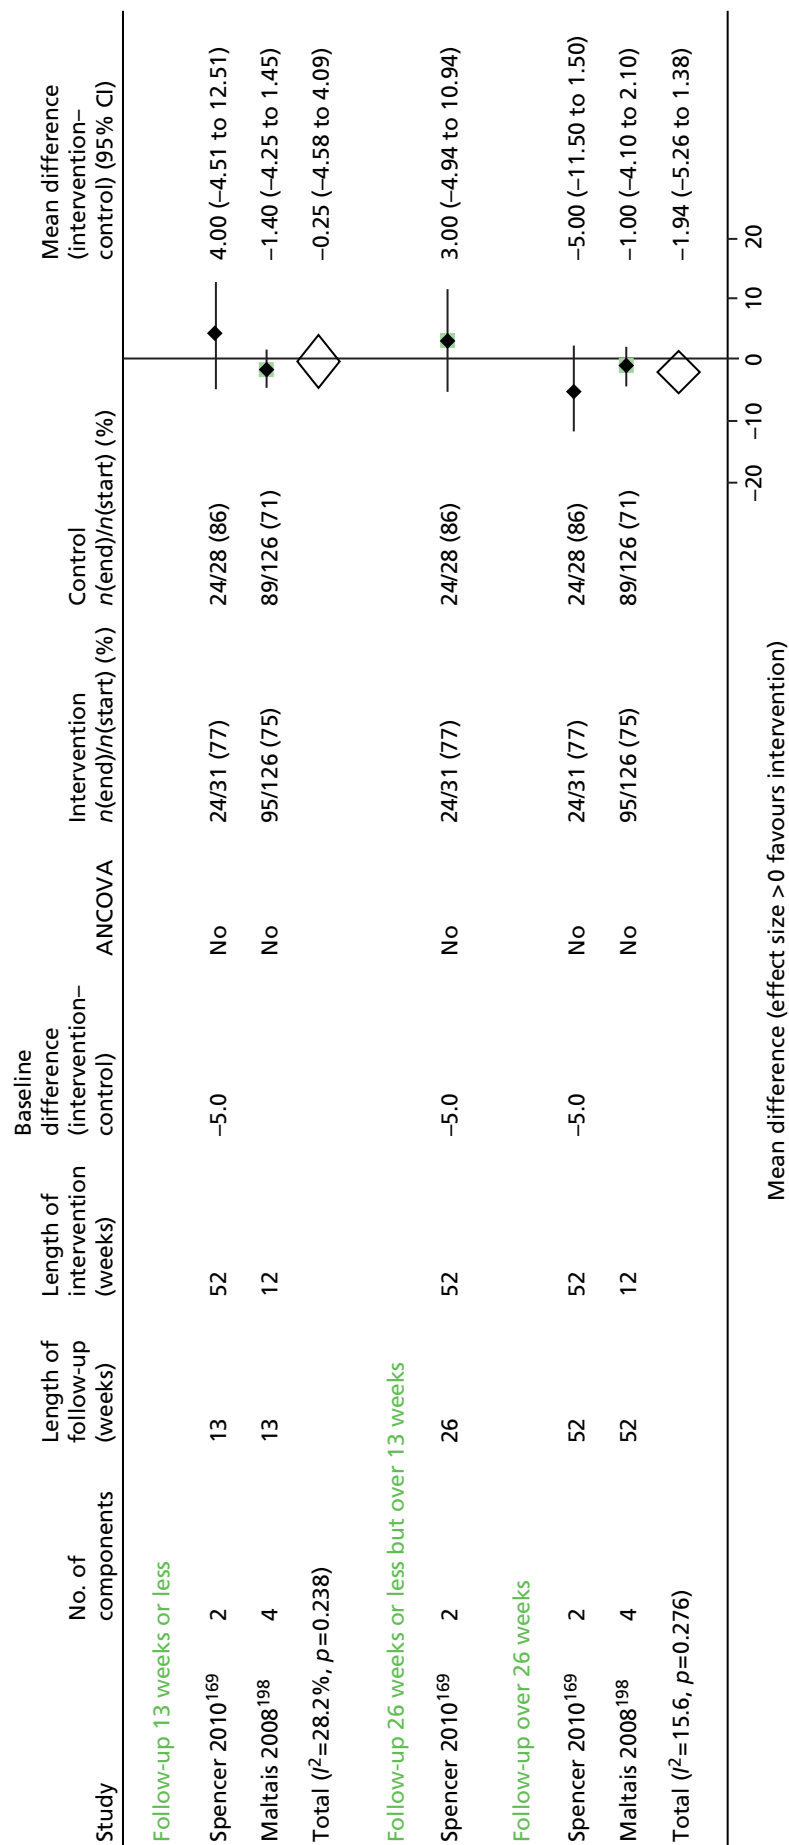 Study
No. of
components
Length of
follow-up
(weeks)
Length of
intervention
(weeks)
Baseline
difference
(intervention–
control)
ANCOVA
Intervention
n(end)/n(start) (%)
Control
n(end)/n(start) (%)
Mean difference
(intervention–
control) (95% CI)
Follow-up 13 weeks or less
Spencer 2010169 2 13 52 –5.0 No 24/31 (77) 24/28 (86) 4.00 (–4.51 to 12.51)
Maltais 2008198 4 13 12 No 95/126 (75) 89/126 (71) –1.40 (–4.25 to 1.45)
Total (I2=28.2%, p=0.238) –0.25 (–4.58 to 4.09)
Follow-up 26 weeks or less but over 13 weeks
Spencer 2010169 2 26 52 –5.0 No 24/31 (77) 24/28 (86) 3.00 (–4.94 to 10.94)
Follow-up over 26 weeks
Spencer 2010169 2 52 52 –5.0 No 24/31 (77) 24/28 (86) –5.00 (–11.50 to 1.50)
Maltais 2008198 4 52 12 No 95/126 (75) 89/126 (71) –1.00 (–4.10 to 2.10)
Total (I2=15.6, p=0.276) –1.94 (–5.26 to 1.38)
–20 –10 0 10 20
Mean difference (effect size >0 favours intervention)